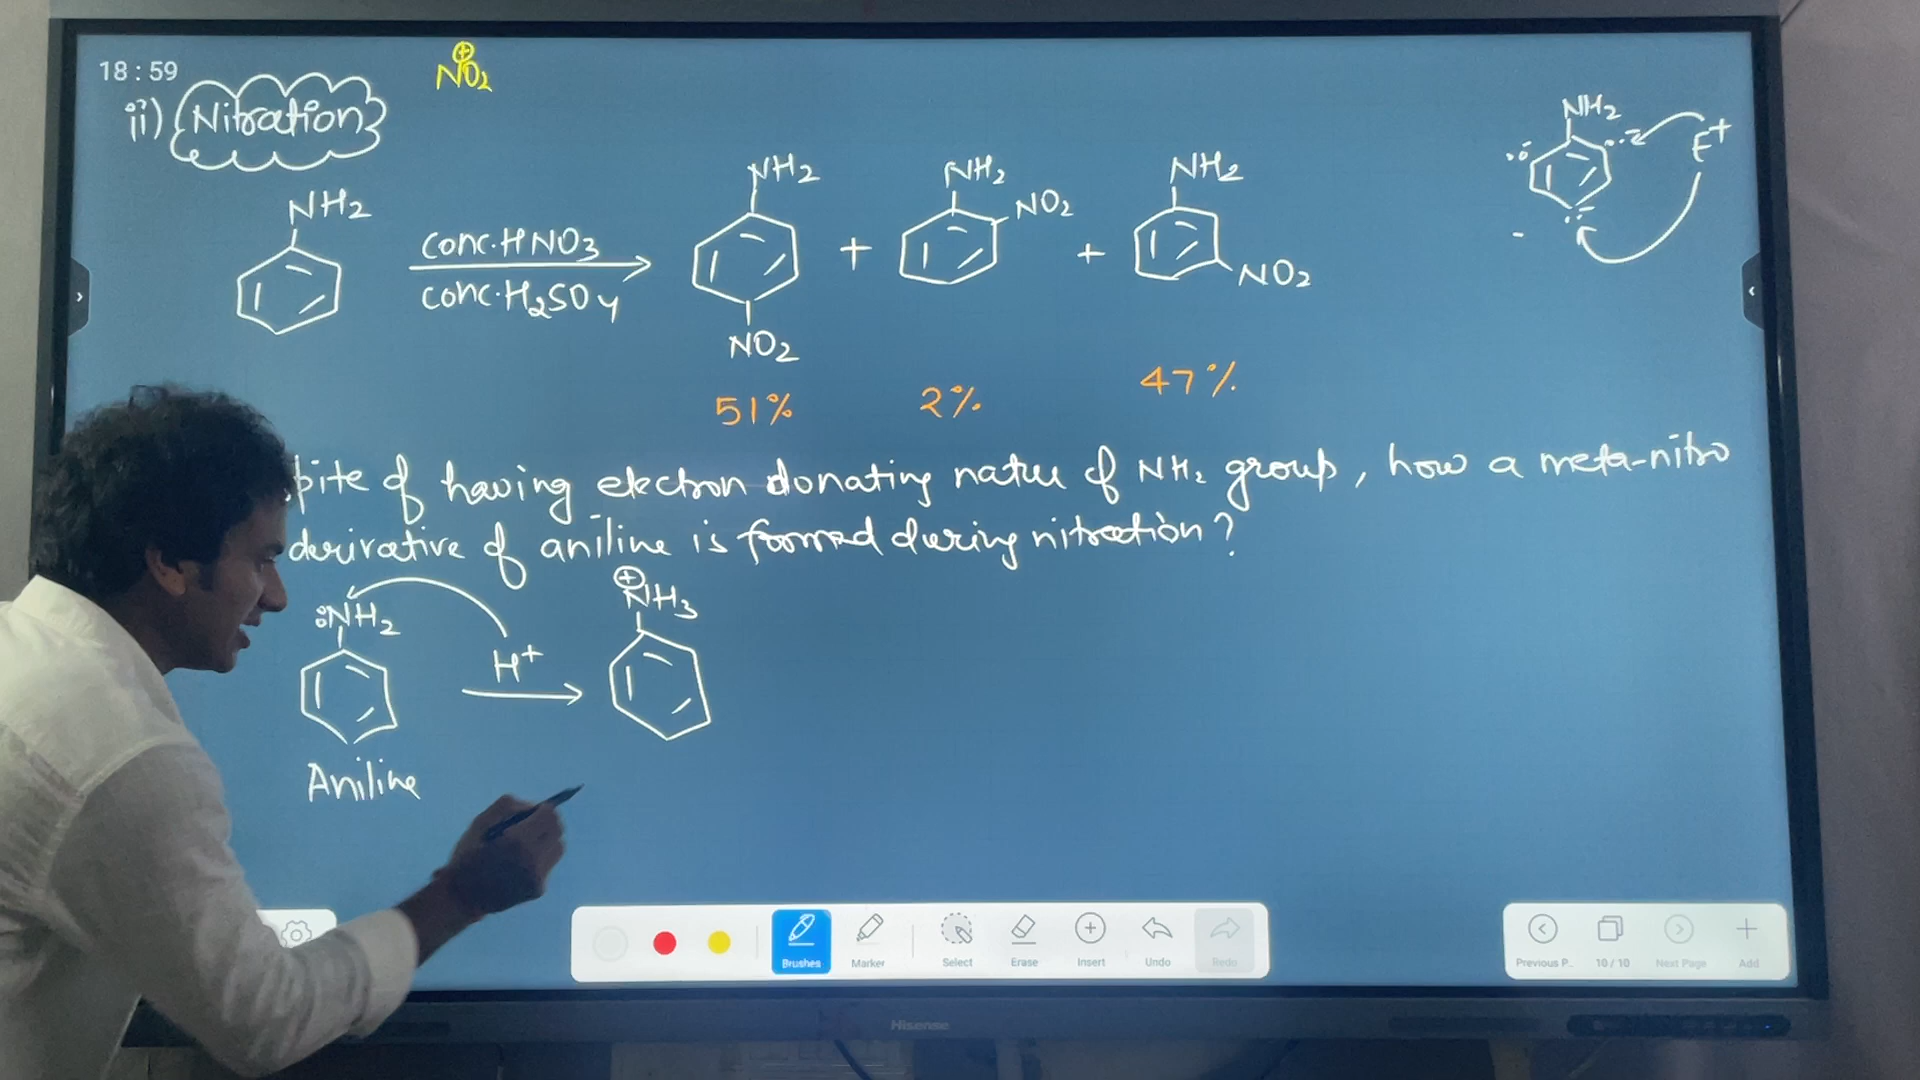 18:59
N⊕O2
ii) Nitration
NH2
E+
NH2
conc.HNO3
conc.H2SO4
NH2
NO2
+
NH2
NO2
+
NH2
NO2
51%
2%
47%
pite of having electron donating nature of NH2 group, how a meta-nitro
derivative of aniline is formed during nitration?
:NH2
H+
⊕NH3
Aniline
Brushes
Marker
Select
Erase
Insert
Undo
Redo
Previous P..
10/10
Next Page
Add
Hisense